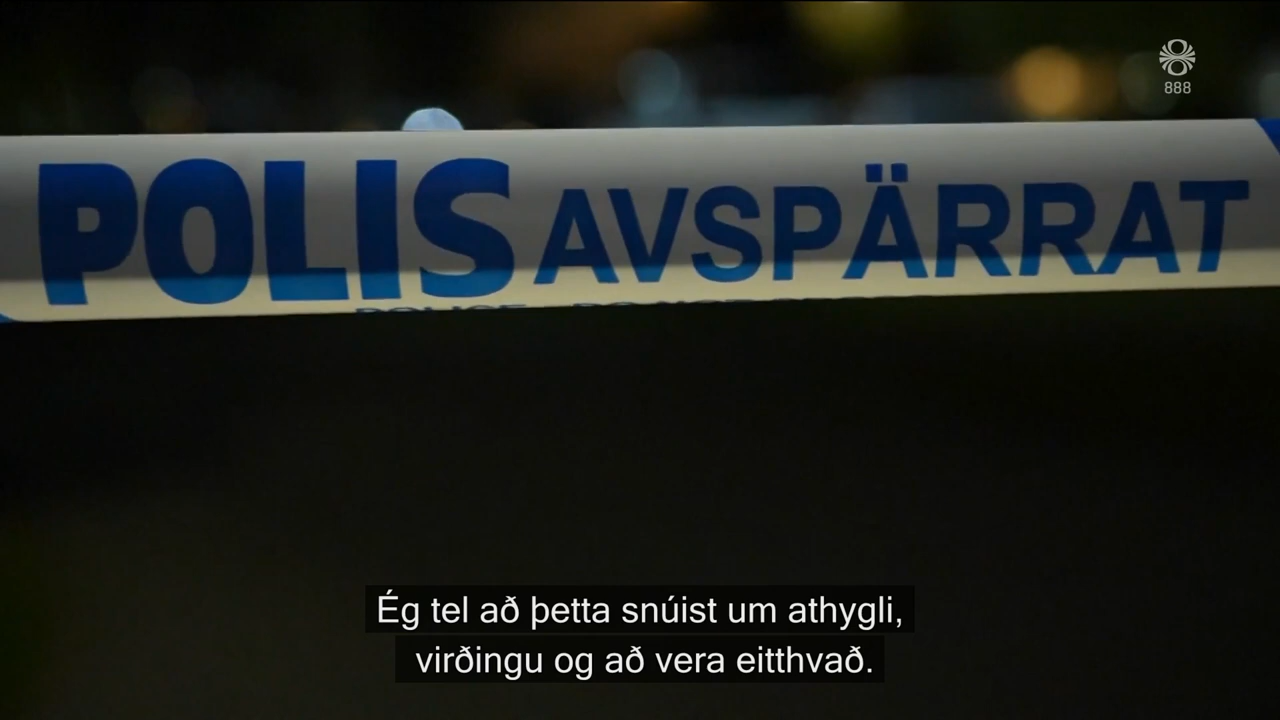 888
POLIS AVSPÄRRAT
Ég tel að þetta snúist um athygli,
virðingu og að vera eitthvað.